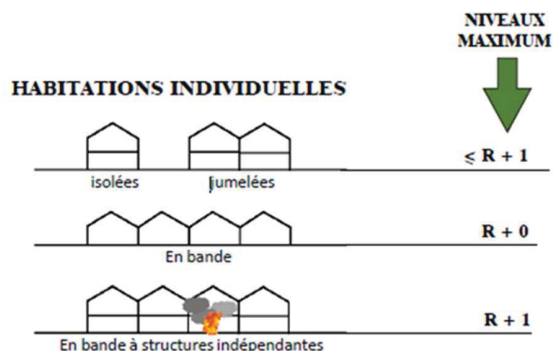 NIVEAUX
MAXIMUM
HABITATIONS INDIVIDUELLES
≤ R + 1
isolées
jumelées
R + 0
En bande
R + 1
En bande à structures indépendantes